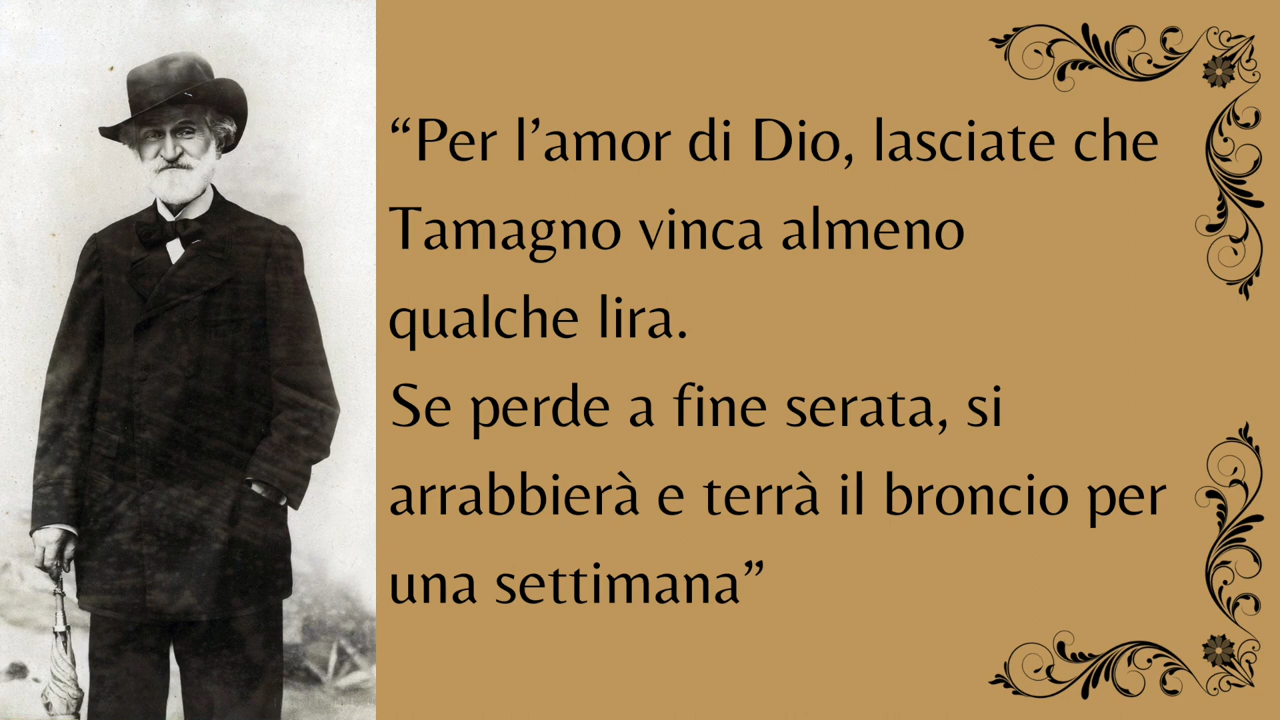 “Per l’amor di Dio, lasciate che
Tamagno vinca almeno
qualche lira.
Se perde a fine serata, si
arrabbierà e terrà il broncio per
una settimana”